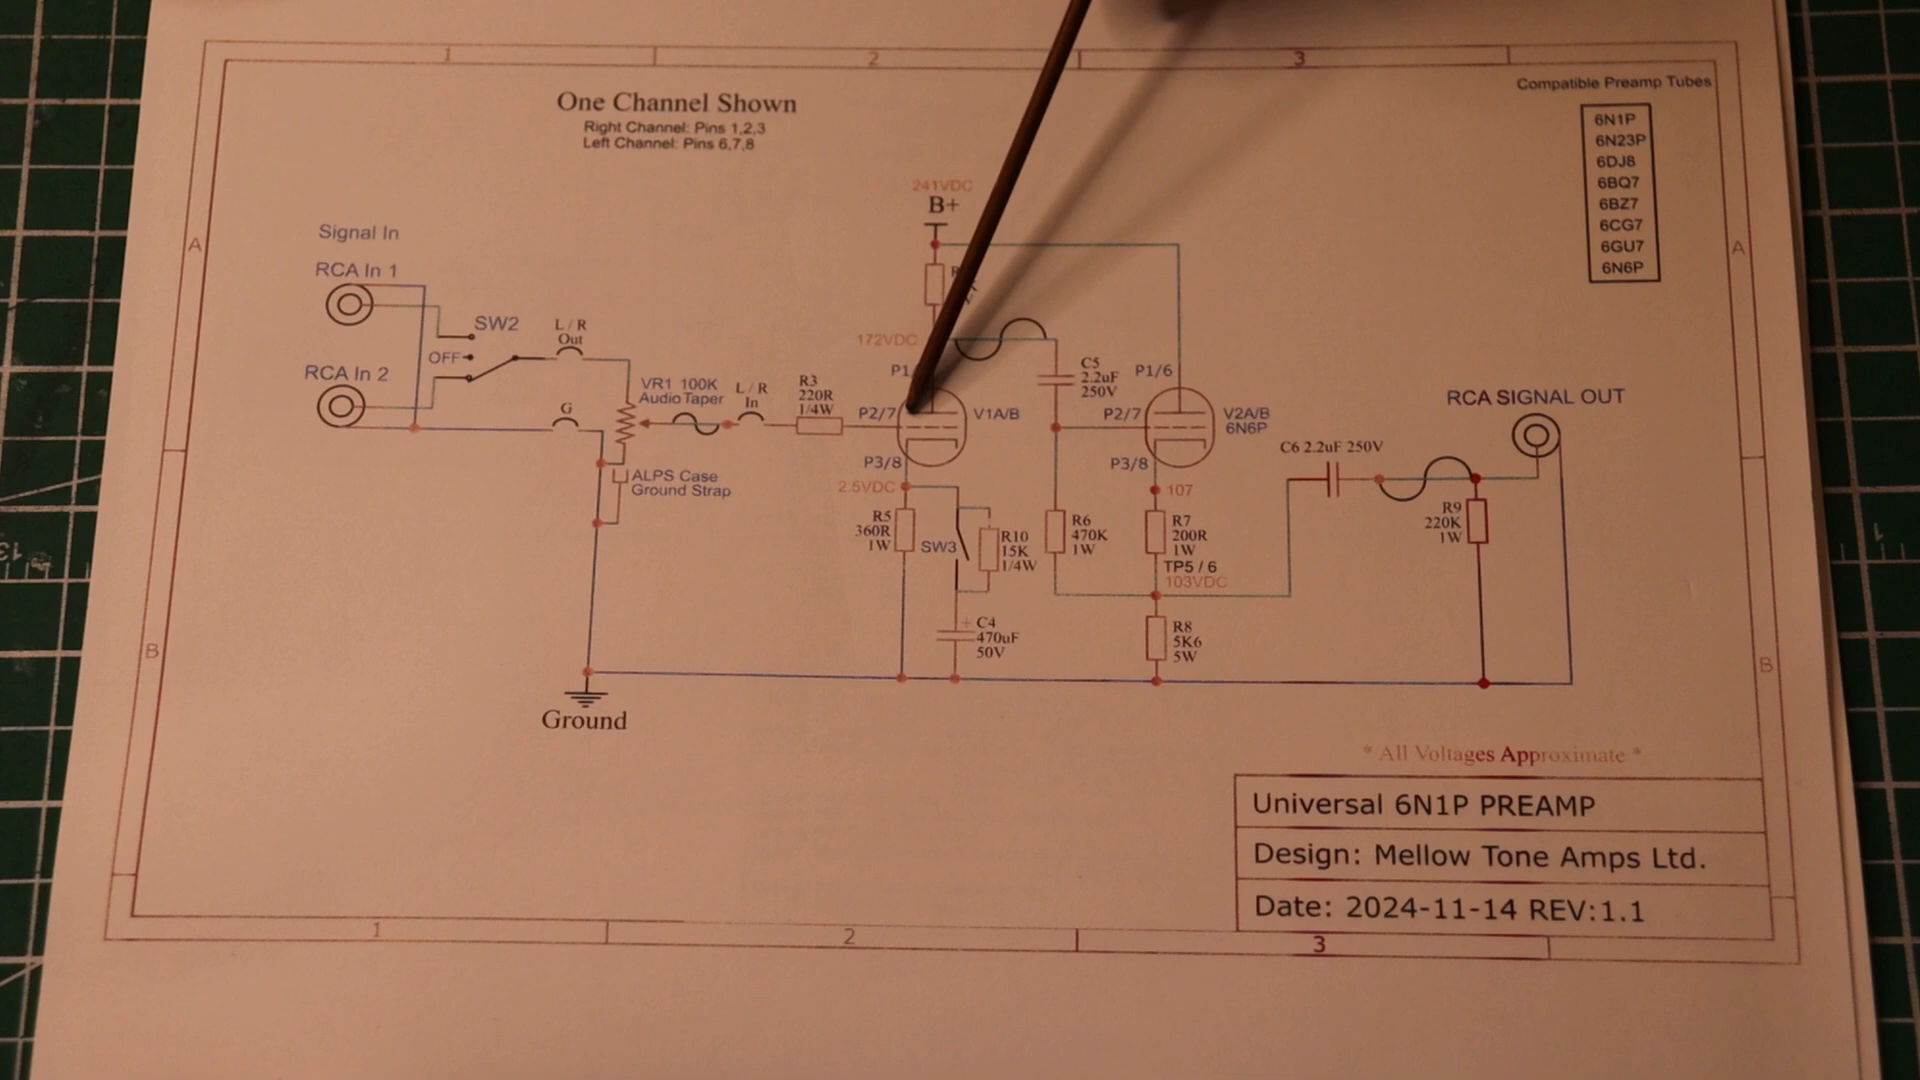 1
2
3
One Channel Shown
Right Channel: Pins 1,2,3
Left Channel: Pins 6,7,8
Compatible Preamp Tubes
6N1P
6N23P
6DJ8
6BQ7
6BZ7
6CG7
6GU7
6N6P
A
A
241VDC
B+
Signal In
RCA In 1
SW2
OFF
L / R
Out
RCA In 2
G
VR1 100K
Audio Taper
L / R
In
R3
220R
1/4W
172VDC
P2/7
V1A/B
P3/8
2.5VDC
C5
2.2uF
250V
P1/6
P2/7
V2A/B
6N6P
P3/8
107
RCA SIGNAL OUT
C6 2.2uF 250V
ALPS Case
Ground Strap
R5
360R
1W
SW3
R10
15K
1/4W
R6
470K
1W
R7
200R
1W
TP5 / 6
103VDC
R9
220K
1W
+ C4
470uF
50V
R8
5K6
5W
B
B
Ground
* All Voltages Approximate *
Universal 6N1P PREAMP
Design: Mellow Tone Amps Ltd.
Date: 2024-11-14 REV:1.1
1
2
3
13